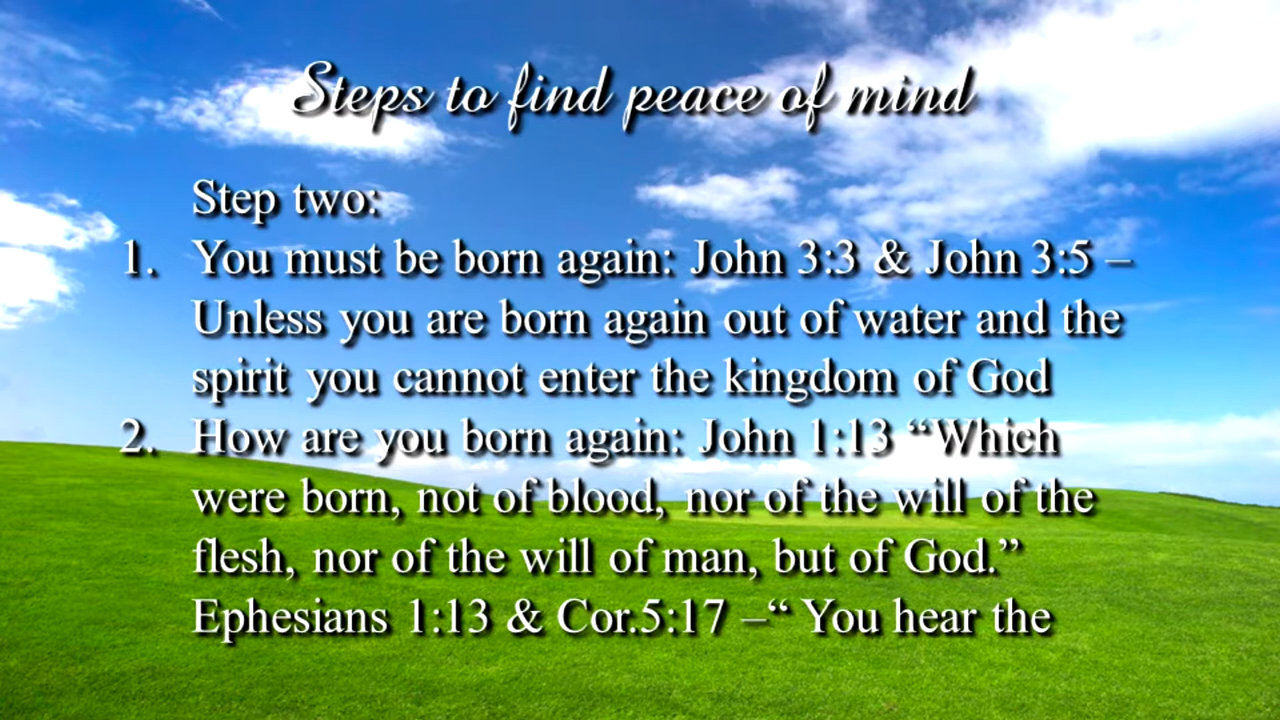 Steps to find peace of mind
Step two:
1. You must be born again: John 3:3 & John 3:5 –
Unless you are born again out of water and the
spirit you cannot enter the kingdom of God
2. How are you born again: John 1:13 “Which
were born, not of blood, nor of the will of the
flesh, nor of the will of man, but of God.”
Ephesians 1:13 & Cor.5:17 –“ You hear the